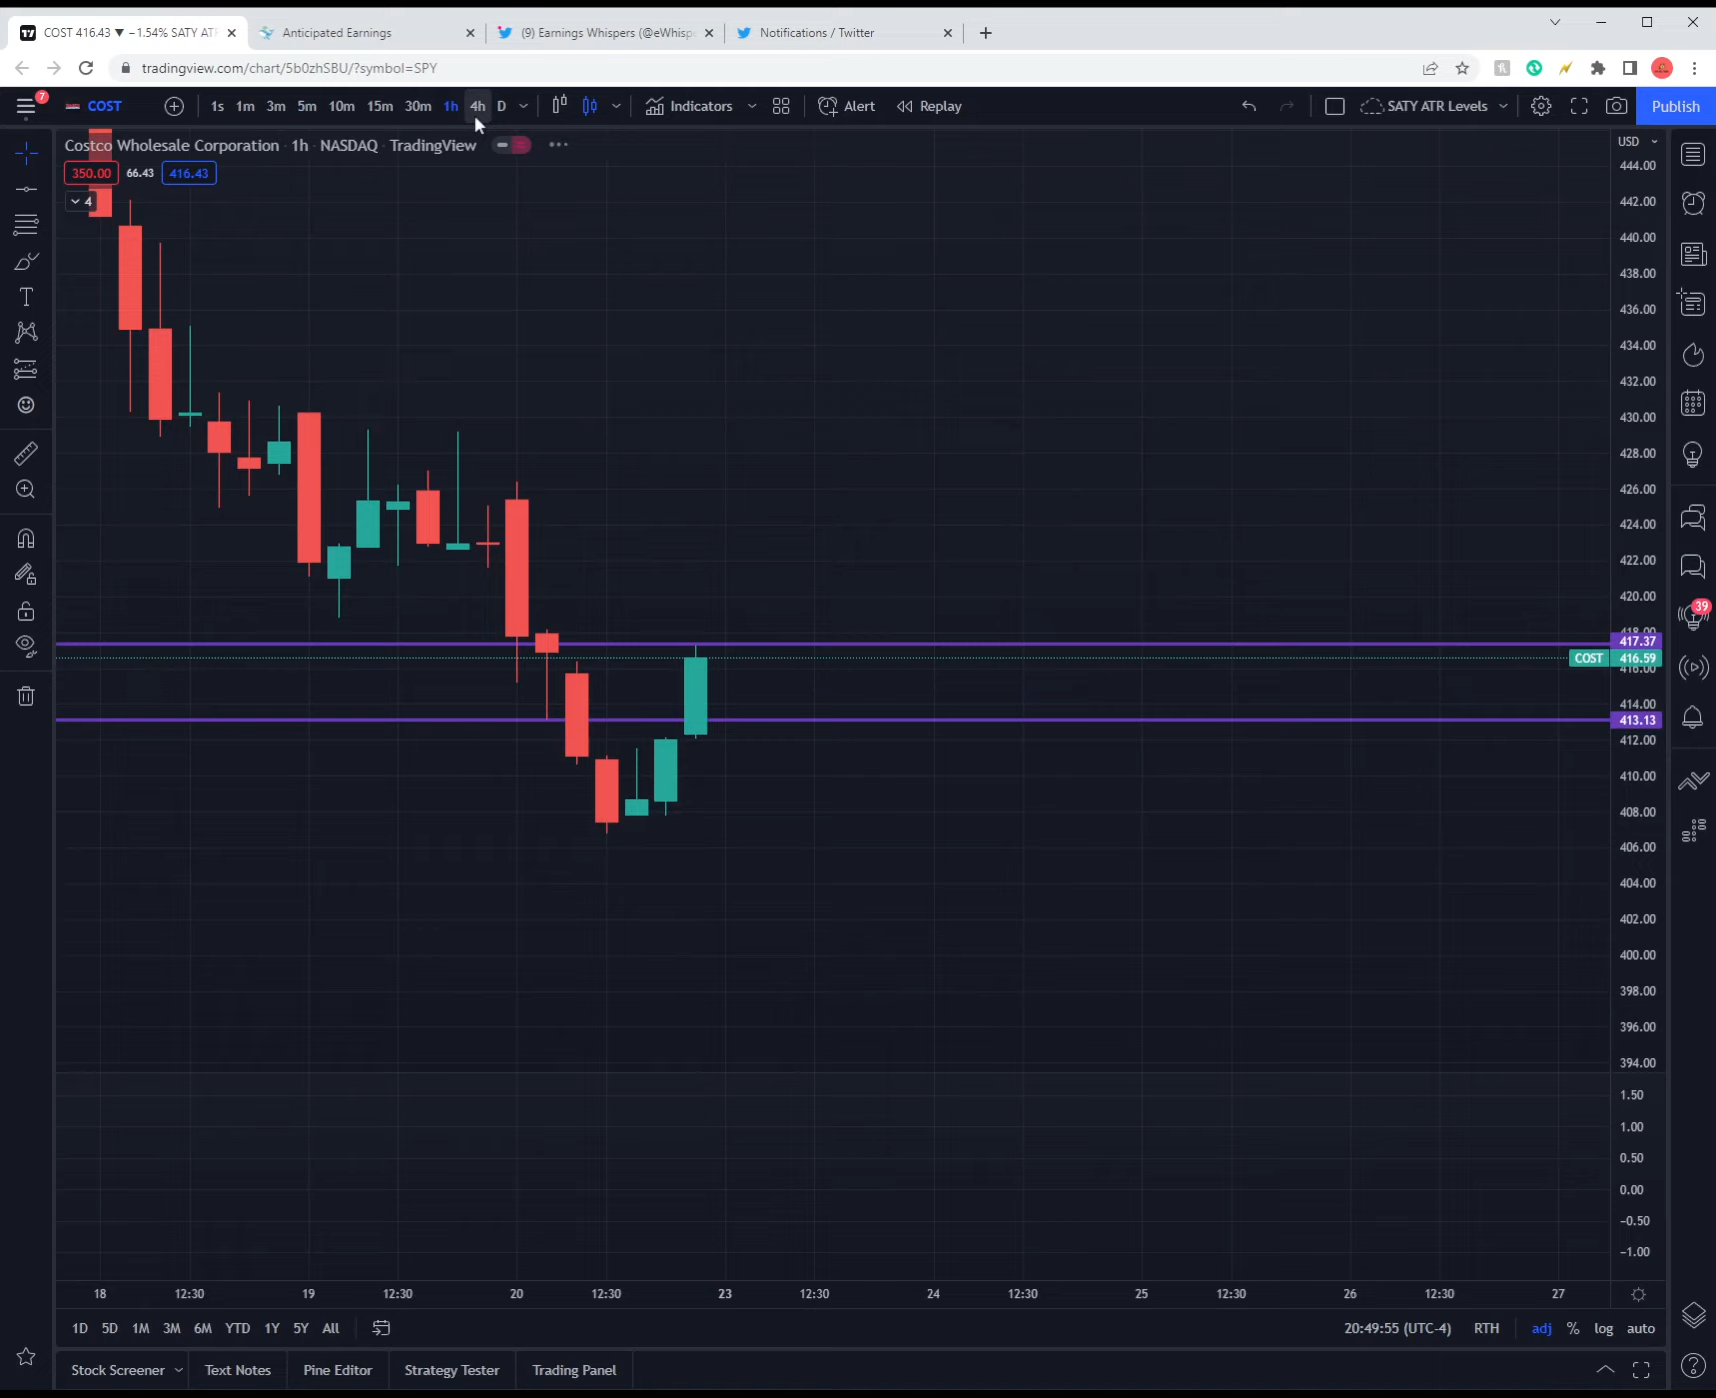 COST 416.43 ▼ −1.54% SATY ATR
Anticipated Earnings
(9) Earnings Whispers (@eWhisp
Notifications / Twitter
tradingview.com/chart/5b0zhSBU/?symbol=SPY
7
COST
1s 1m 3m 5m 10m 15m 30m 1h 4h D
Indicators
Alert
Replay
SATY ATR Levels
Publish
Costco Wholesale Corporation · 1h · NASDAQ · TradingView
350.00 66.43 416.43
4
USD
444.00
442.00
440.00
438.00
436.00
434.00
432.00
430.00
428.00
426.00
424.00
422.00
420.00
418.00
417.37
COST 416.59
416.00
414.00
413.13
412.00
410.00
408.00
406.00
404.00
402.00
400.00
398.00
396.00
394.00
1.50
1.00
0.50
0.00
−0.50
−1.00
39
18 12:30 19 12:30 20 12:30 23 12:30 24 12:30 25 12:30 26 12:30 27
1D 5D 1M 3M 6M YTD 1Y 5Y All
20:49:55 (UTC-4) RTH adj % log auto
Stock Screener Text Notes Pine Editor Strategy Tester Trading Panel